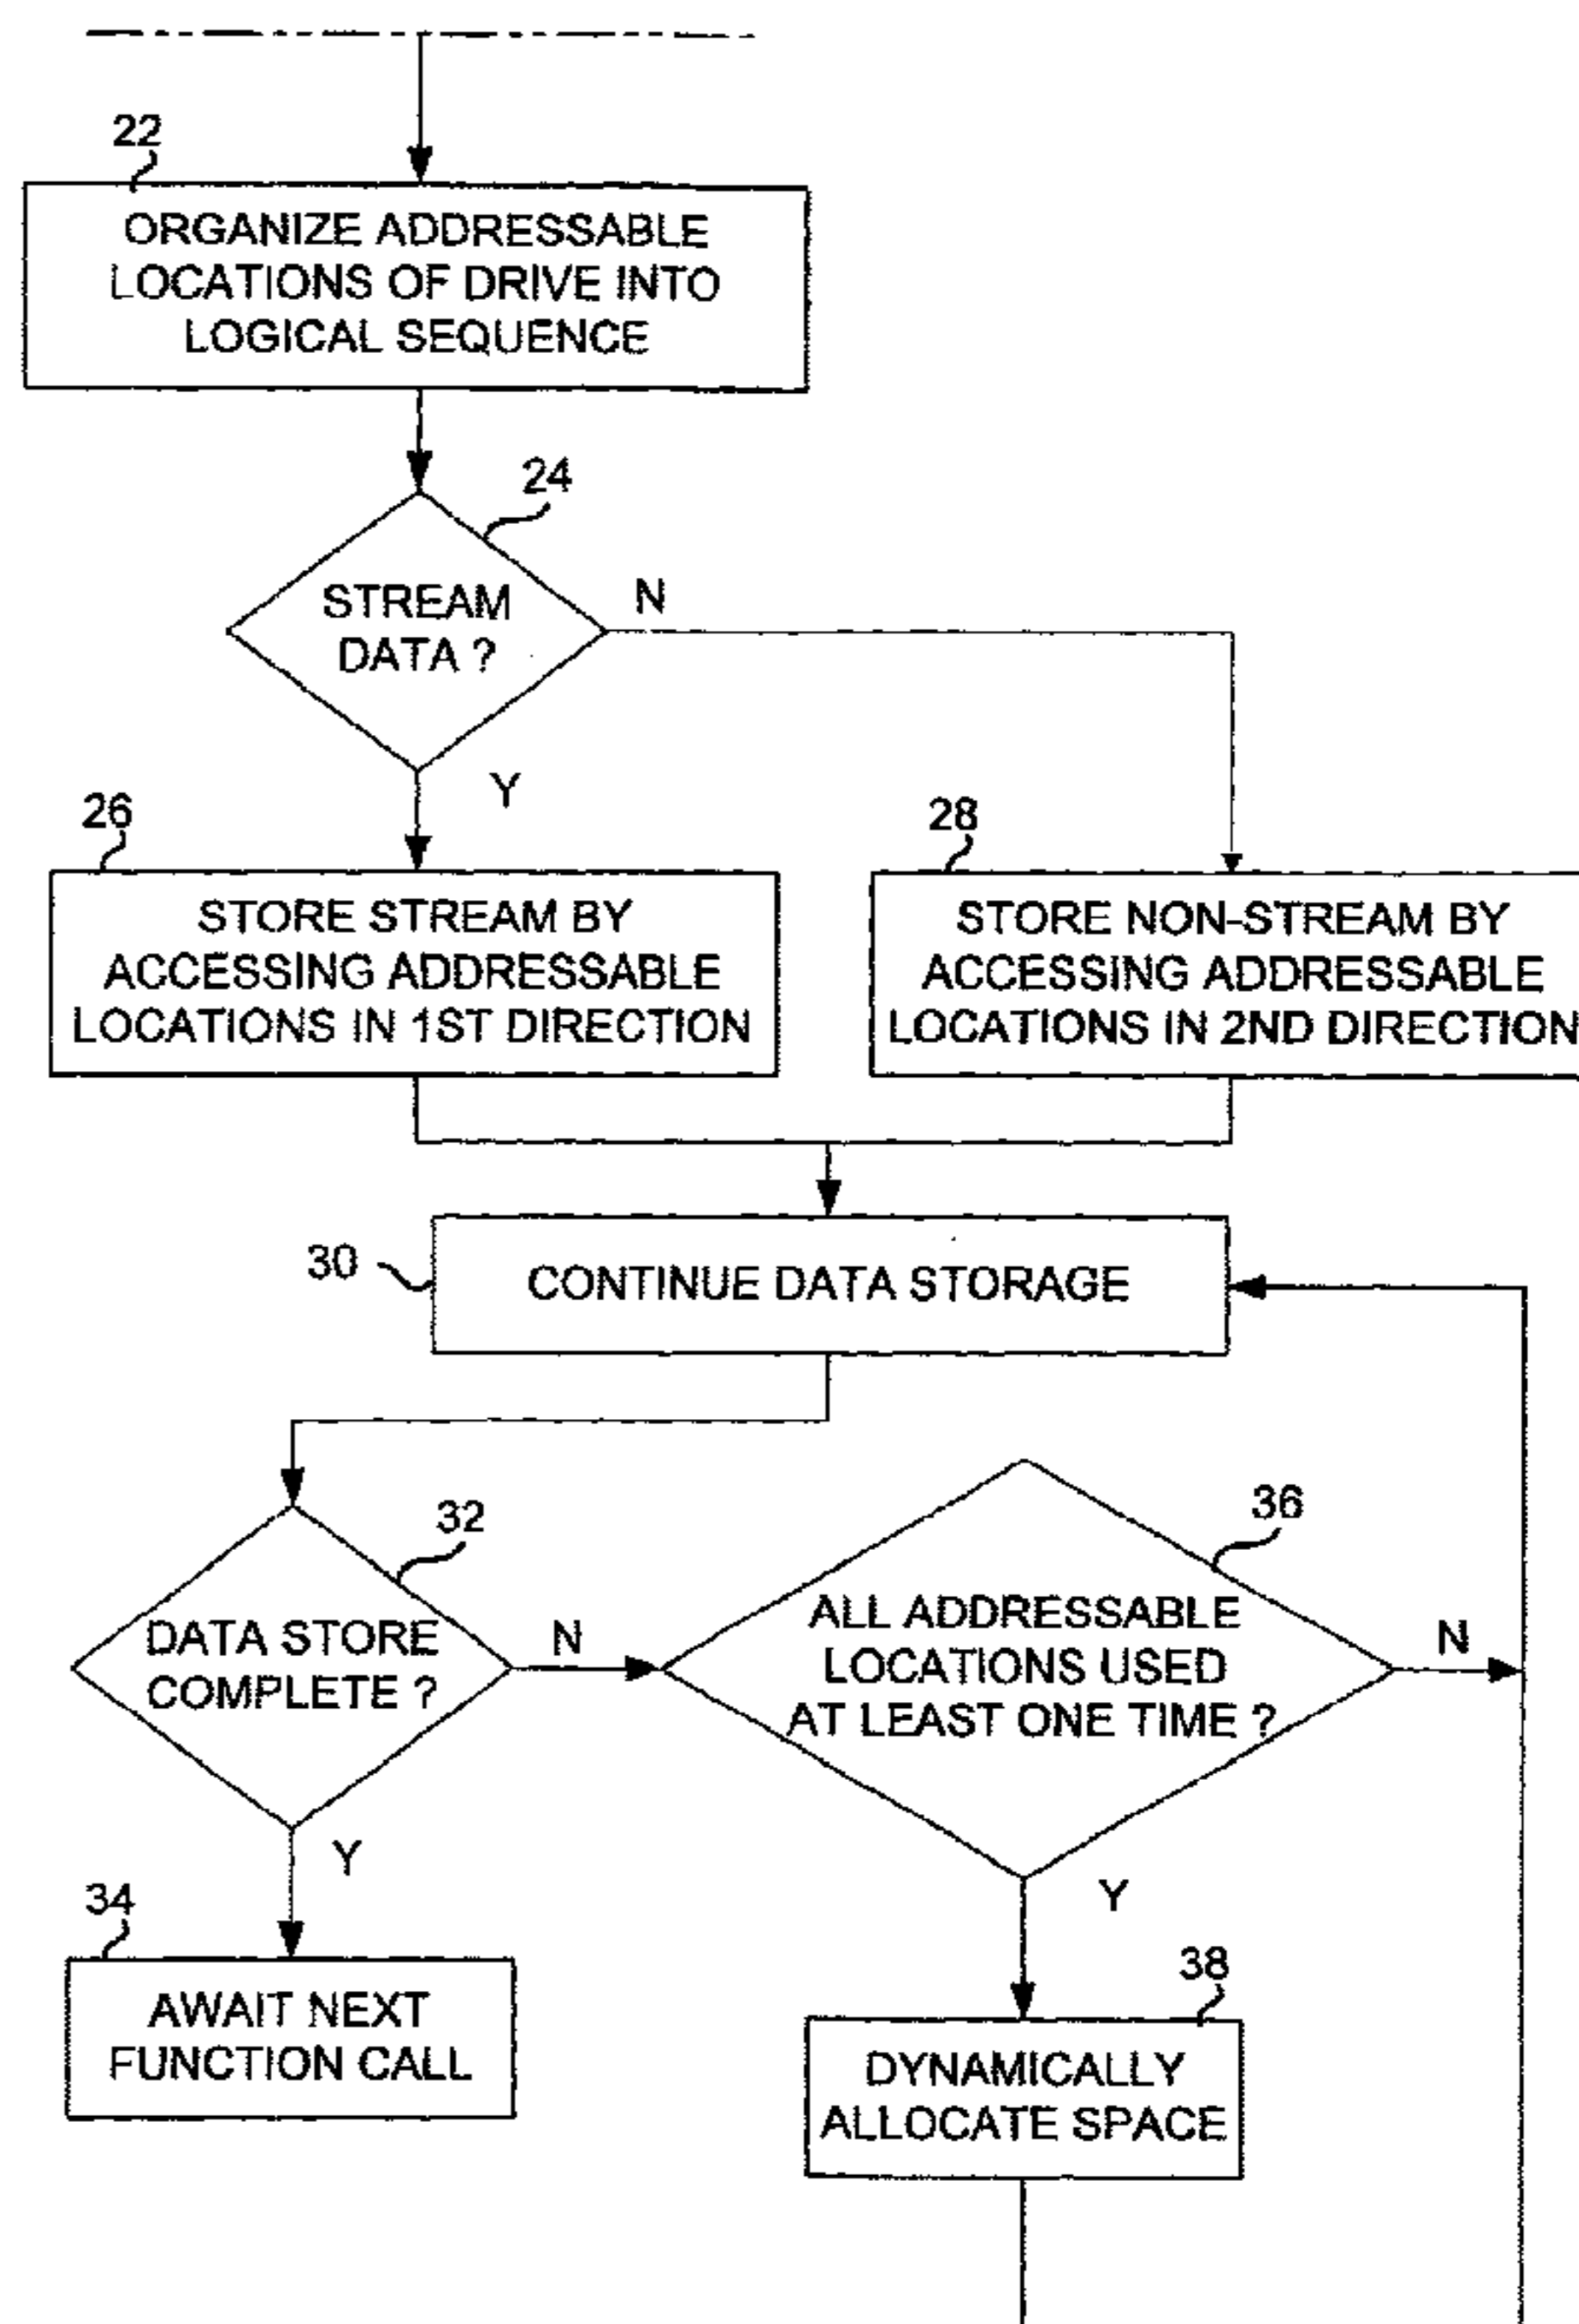 22
ORGANIZE ADDRESSABLE
LOCATIONS OF DRIVE INTO
LOGICAL SEQUENCE
24
STREAM
DATA ?
N
Y
26
STORE STREAM BY
ACCESSING ADDRESSABLE
LOCATIONS IN 1ST DIRECTION
28
STORE NON-STREAM BY
ACCESSING ADDRESSABLE
LOCATIONS IN 2ND DIRECTION
30
CONTINUE DATA STORAGE
32
DATA STORE
COMPLETE ?
N
Y
36
ALL ADDRESSABLE
LOCATIONS USED
AT LEAST ONE TIME ?
N
Y
34
AWAIT NEXT
FUNCTION CALL
38
DYNAMICALLY
ALLOCATE SPACE